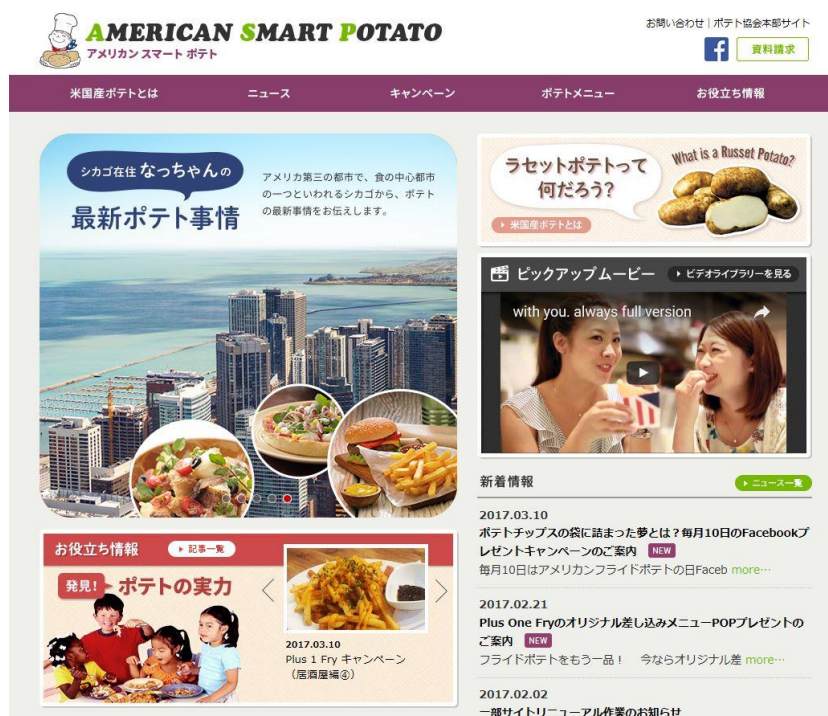 AMERICAN SMART POTATO
アメリカン スマート ポテト
お問い合わせ｜ポテト協会本部サイト
f
資料請求
米国産ポテトとは
ニュース
キャンペーン
ポテトメニュー
お役立ち情報
シカゴ在住 なっちゃんの
最新ポテト事情
アメリカ第三の都市で、食の中心都市
の一つといわれるシカゴから、ポテト
の最新事情をお伝えします。
ラセットポテトって
何だろう?
What is a Russet Potato?
米国産ポテトとは
ピックアップムービー
ビデオライブラリーを見る
with you. always full version
新着情報
ニュース一覧
2017.03.10
ポテトチップスの袋に詰まった夢とは？毎月10日のFacebookプ
レゼントキャンペーンのご案内 NEW
毎月10日はアメリカンフライドポテトの日Faceb more…
2017.02.21
Plus One Fryのオリジナル差し込みメニューPOPプレゼントの
ご案内 NEW
フライドポテトをもう一品！　今ならオリジナル差 more…
2017.02.02
一部サイトリニューアル作業のお知らせ
お役立ち情報
記事一覧
発見!
ポテトの実力
2017.03.10
Plus 1 Fry キャンペーン
（居酒屋編④）